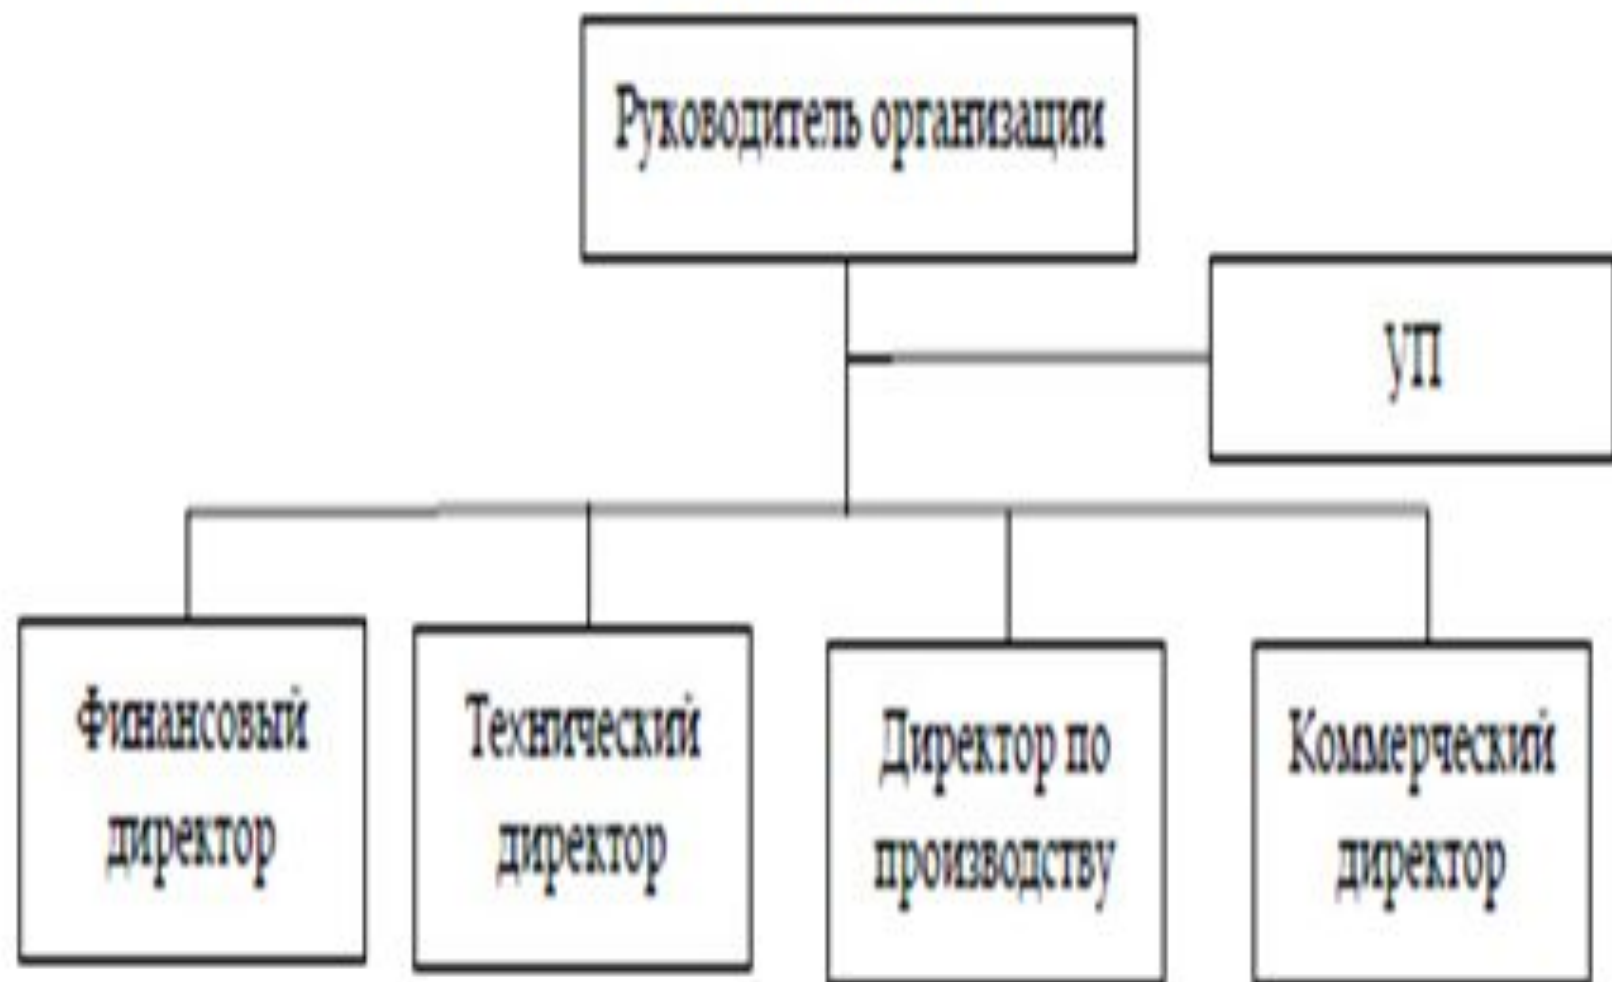 Руководитель организации
УП
Финансовый
директор
Технический
директор
Директор по
производству
Коммерческий
директор